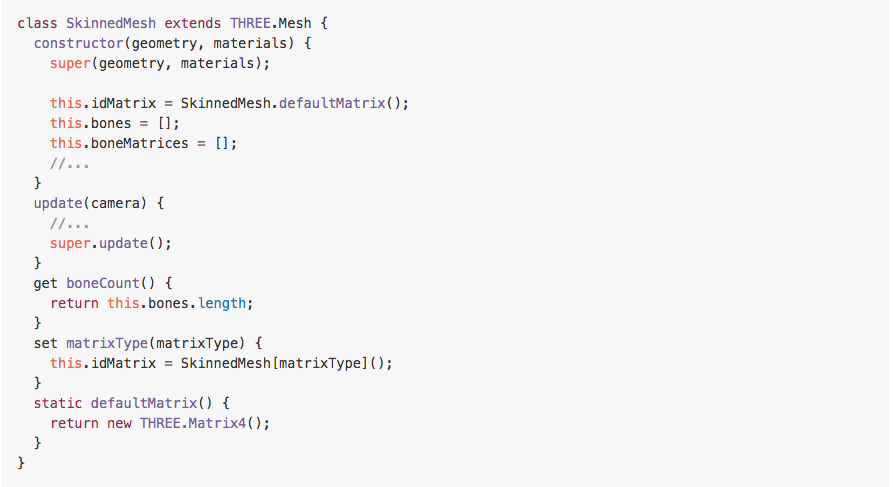 class SkinnedMesh extends THREE.Mesh {
  constructor(geometry, materials) {
    super(geometry, materials);

    this.idMatrix = SkinnedMesh.defaultMatrix();
    this.bones = [];
    this.boneMatrices = [];
    //...
  }
  update(camera) {
    //...
    super.update();
  }
  get boneCount() {
    return this.bones.length;
  }
  set matrixType(matrixType) {
    this.idMatrix = SkinnedMesh[matrixType]();
  }
  static defaultMatrix() {
    return new THREE.Matrix4();
  }
}